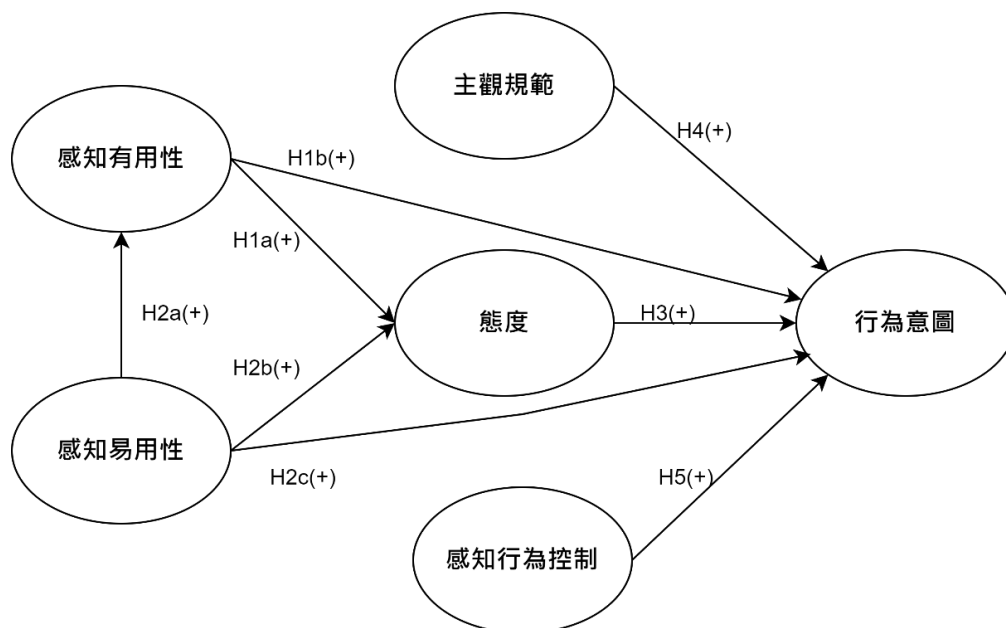 主觀規範
H4(+)
感知有用性
H1b(+)
H1a(+)
H2a(+)
態度
H3(+)
行為意圖
H2b(+)
感知易用性
H2c(+)
H5(+)
感知行為控制